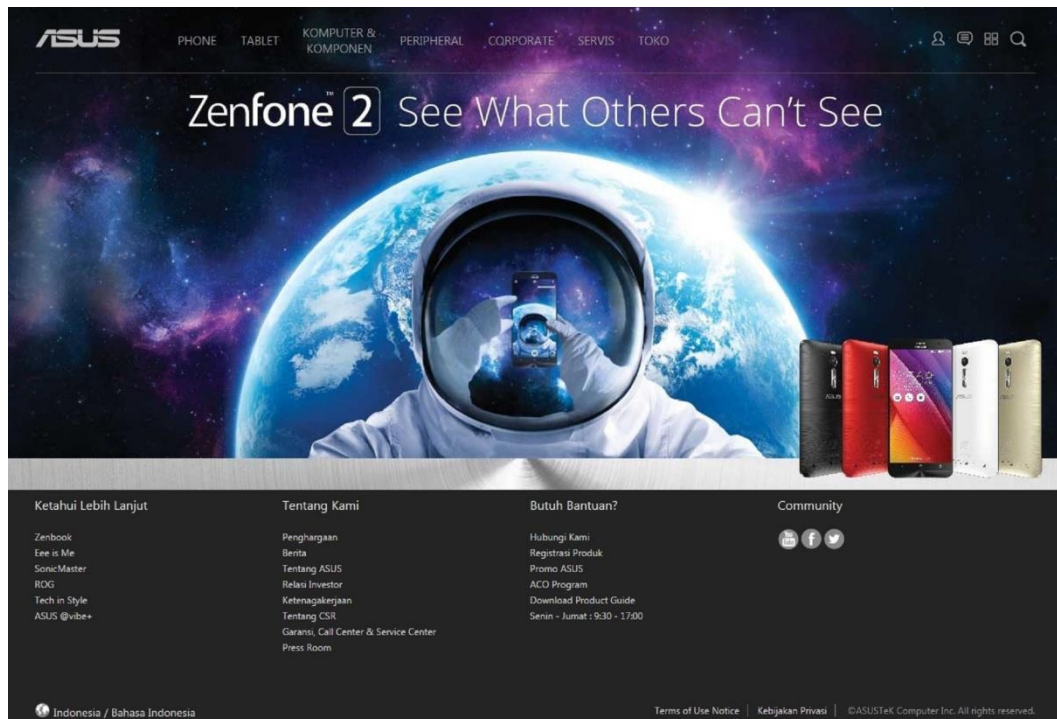 ASUS
PHONE TABLET KOMPUTER & KOMPONEN PERIPHERAL CORPORATE SERVIS TOKO
Zenfone™ 2 See What Others Can't See
Ketahui Lebih Lanjut
Zenbook
Eee is Me
SonicMaster
ROG
Tech in Style
ASUS @vibe+
Tentang Kami
Penghargaan
Berita
Tentang ASUS
Relasi Investor
Ketenagakerjaan
Tentang CSR
Garansi, Call Center & Service Center
Press Room
Butuh Bantuan?
Hubungi Kami
Registrasi Produk
Promo ASUS
ACO Program
Download Product Guide
Senin - Jumat : 9:30 - 17:00
Community
Indonesia / Bahasa Indonesia
Terms of Use Notice | Kebijakan Privasi | ©ASUSTeK Computer Inc. All rights reserved.